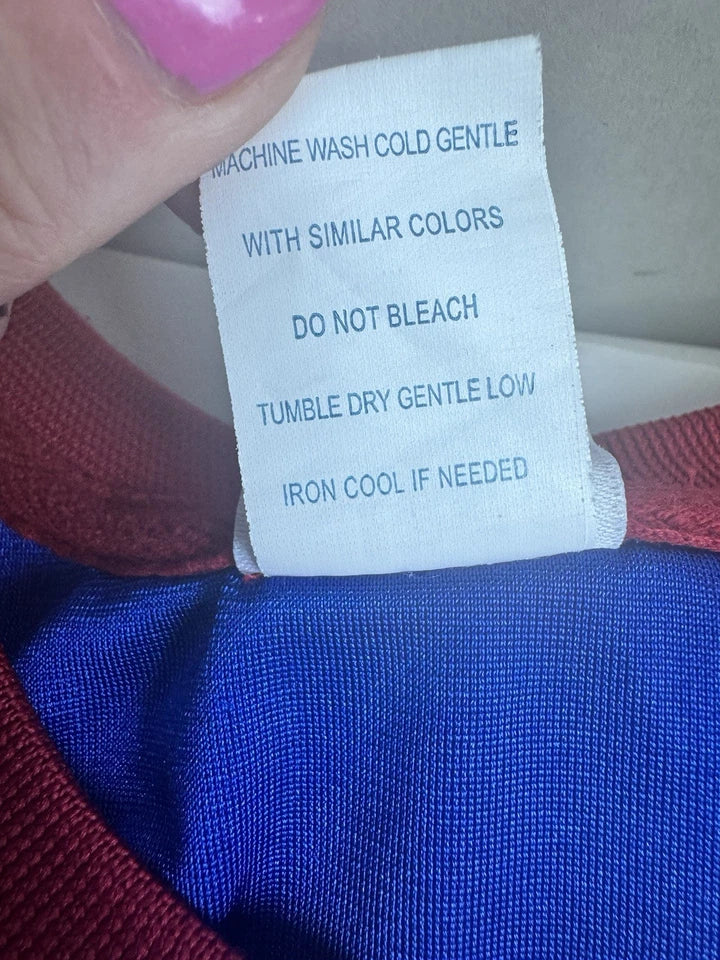 MACHINE WASH COLD GENTLE
WITH SIMILAR COLORS
DO NOT BLEACH
TUMBLE DRY GENTLE LOW
IRON COOL IF NEEDED